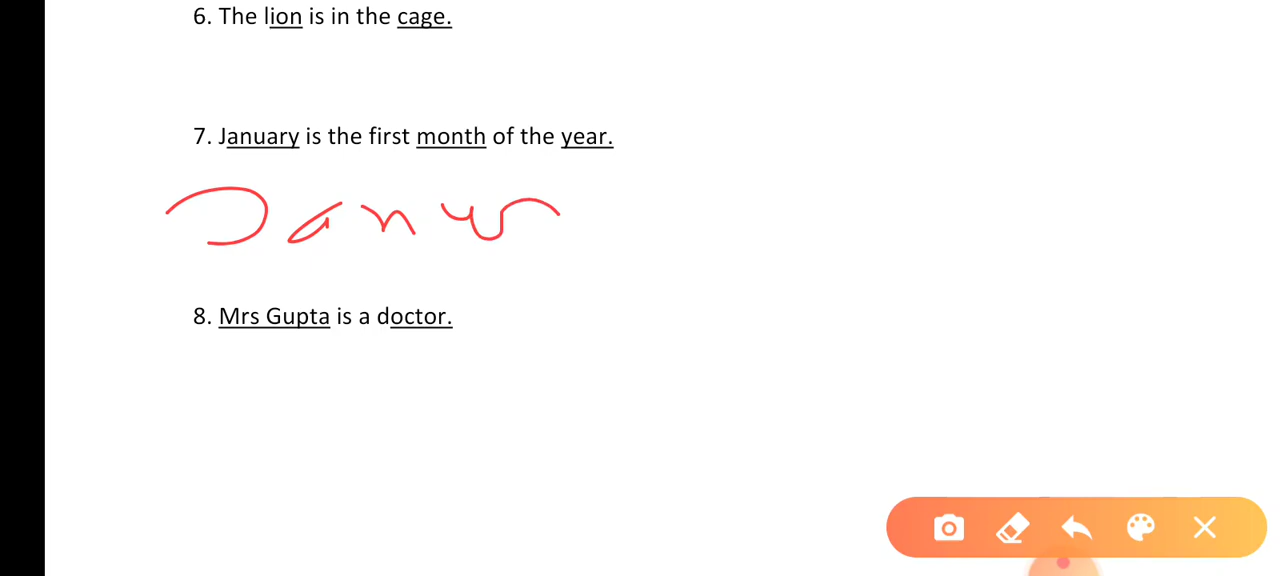 6. The lion is in the cage.
7. January is the first month of the year.
8. Mrs Gupta is a doctor.